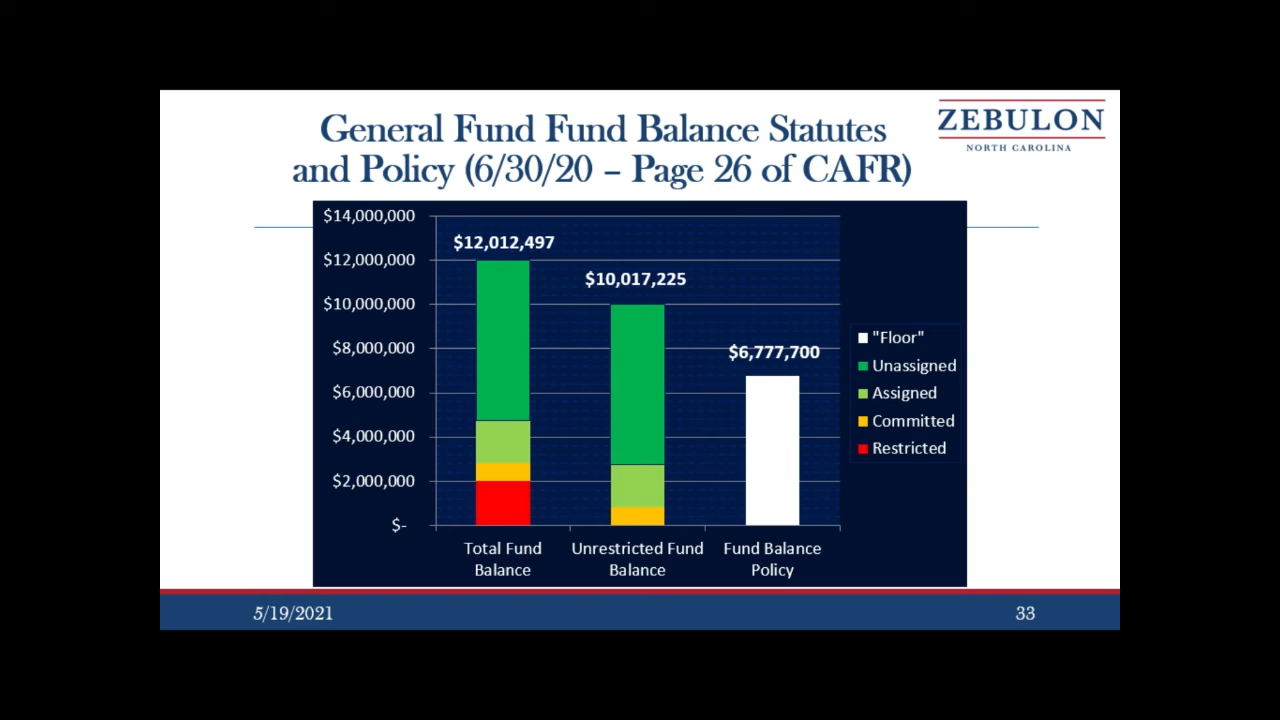 General Fund Fund Balance Statutes
and Policy (6/30/20 – Page 26 of CAFR)
ZEBULON
NORTH CAROLINA
$14,000,000
$12,000,000
$10,000,000
$8,000,000
$6,000,000
$4,000,000
$2,000,000
$-
$12,012,497
$10,017,225
$6,777,700
Total Fund
Balance
Unrestricted Fund
Balance
Fund Balance
Policy
"Floor"
Unassigned
Assigned
Committed
Restricted
5/19/2021
33